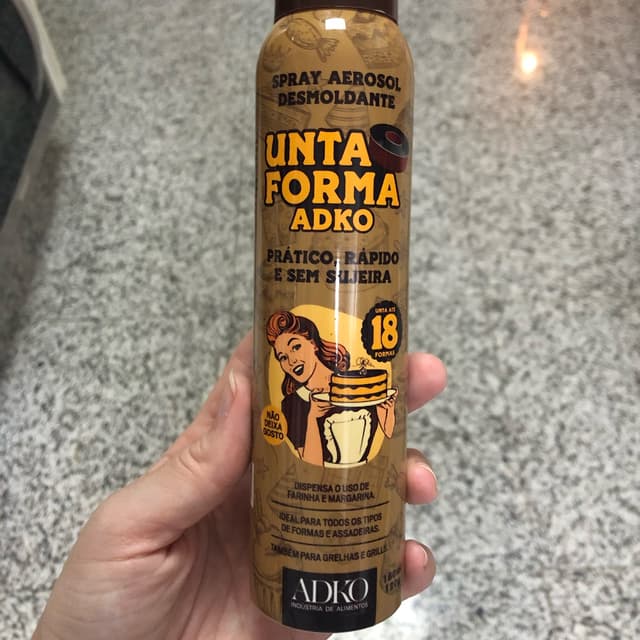 SPRAY AEROSOL
DESMOLDANTE
UNTA
FORMA
ADKO
PRÁTICO, RÁPIDO
E SEM SUJEIRA
UNTA ATÉ
18
FORMAS
NÃO
DEIXA
GOSTO
DISPENSA O USO DE
FARINHA E MARGARINA.
IDEAL PARA TODOS OS TIPOS
DE FORMAS E ASSADEIRAS.
TAMBÉM PARA GRELHAS E GRILL.
ADKO
INDÚSTRIA DE ALIMENTOS